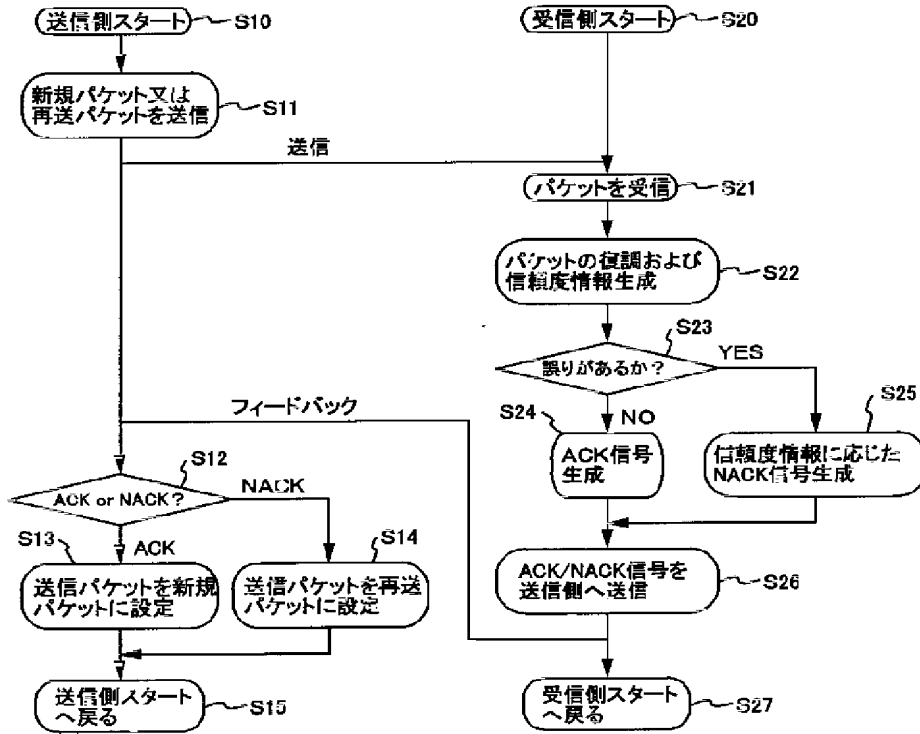 送信側スタート
S10
新規パケット又は
再送パケットを送信
S11
送信
フィードバック
S12
ACK or NACK?
NACK
ACK
S13
送信パケットを新規
パケットに設定
S14
送信パケットを再送
パケットに設定
送信側スタート
へ戻る
S15
受信側スタート
S20
パケットを受信
S21
パケットの復調および
信頼度情報生成
S22
S23
誤りがあるか?
YES
NO
S24
ACK信号
生成
S25
信頼度情報に応じた
NACK信号生成
ACK/NACK信号を
送信側へ送信
S26
受信側スタート
へ戻る
S27